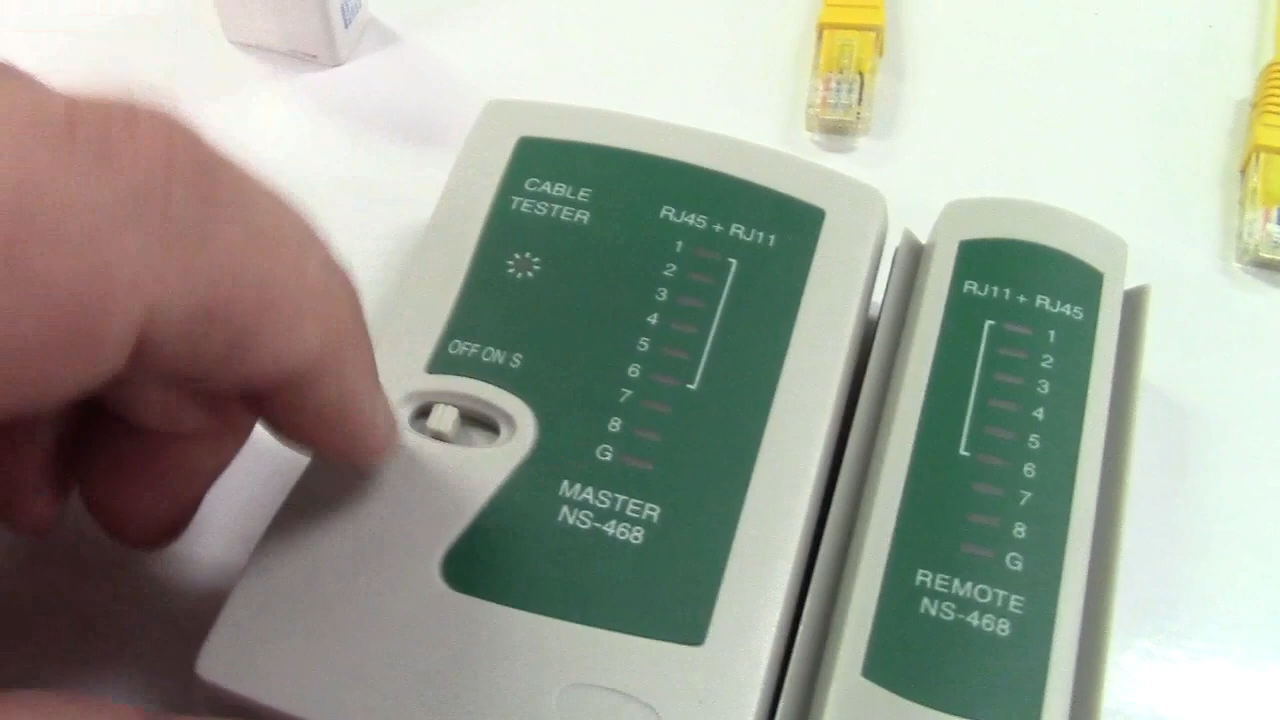 CABLE
TESTER
RJ45 + RJ11
1
2
3
4
5
6
7
8
G
OFF ON S
MASTER
NS-468
RJ11 + RJ45
1
2
3
4
5
6
7
8
G
REMOTE
NS-468